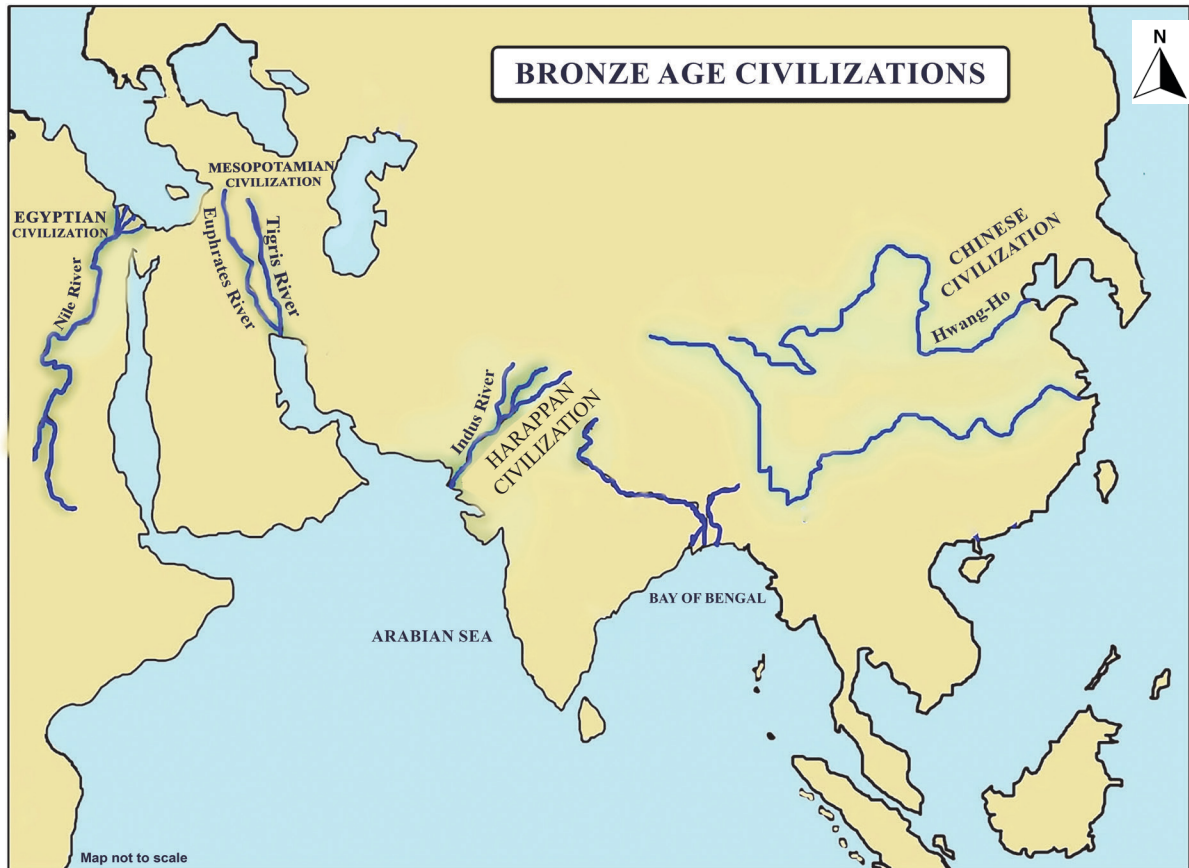 BRONZE AGE CIVILIZATIONS
N
MESOPOTAMIAN
CIVILIZATION
EGYPTIAN
CIVILIZATION
Nile River
Euphrates River
Tigris River
CHINESE
CIVILIZATION
Hwang-Ho
Indus River
HARAPPAN
CIVILIZATION
BAY OF BENGAL
ARABIAN SEA
Map not to scale